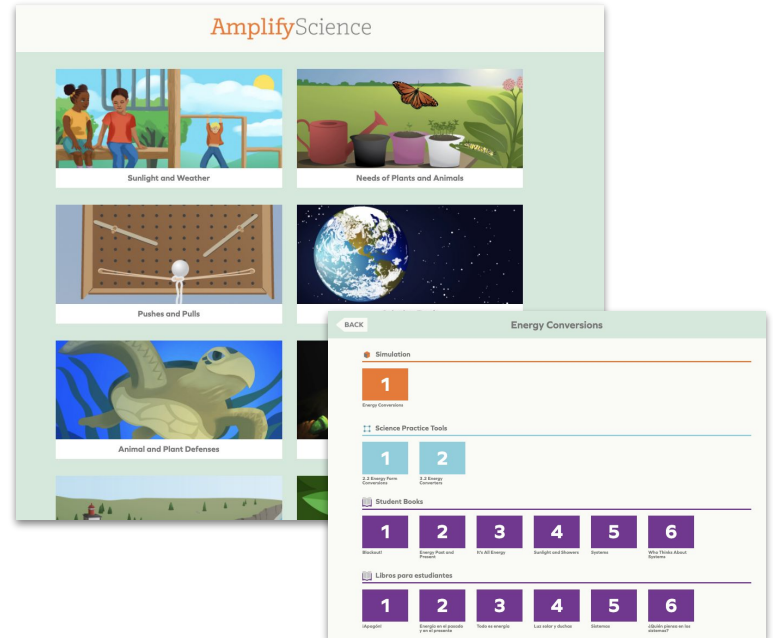 AmplifyScience
Sunlight and Weather
Needs of Plants and Animals
Pushes and Pulls
Animal and Plant Defenses
BACK
Energy Conversions
Simulation
1
Energy Conversions
Science Practice Tools
1 2
2.2 Energy Form Conversions
3.2 Energy Converters
Student Books
1 2 3 4 5 6
Blackout!
Energy Past and Present
It's All Energy
Sunlight and Showers
Systems
Who Thinks About Systems
Libros para estudiantes
1 2 3 4 5 6
¡Apagón!
Energía en el pasado y en el presente
Todo es energía
Luz solar y duchas
Sistemas
¿Quién piensa en los sistemas?